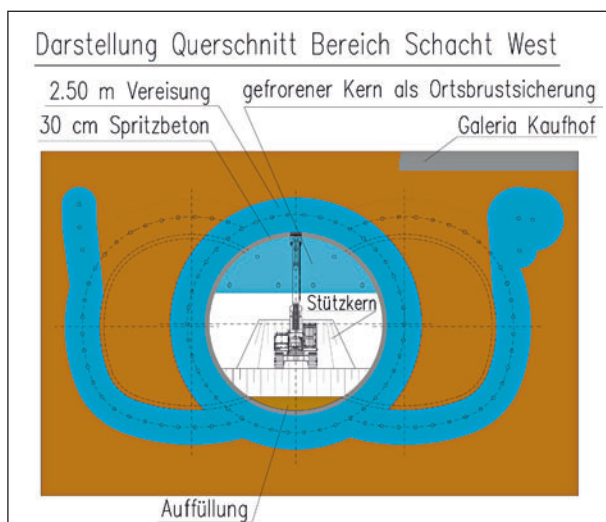 Darstellung Querschnitt Bereich Schacht West
2.50 m Vereisung
gefrorener Kern als Ortsbrustsicherung
30 cm Spritzbeton
Galeria Kaufhof
Stützkern
Auffüllung